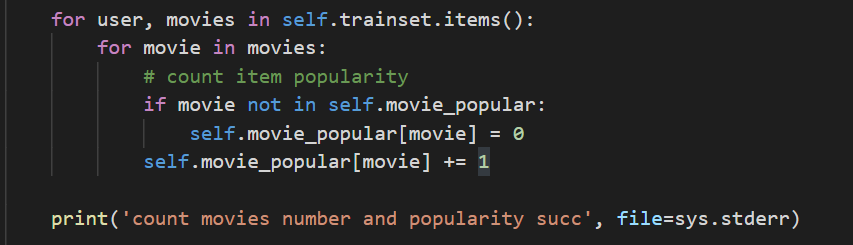 for user, movies in self.trainset.items():
for movie in movies:
# count item popularity
if movie not in self.movie_popular:
self.movie_popular[movie] = 0
self.movie_popular[movie] += 1
print('count movies number and popularity succ', file=sys.stderr)